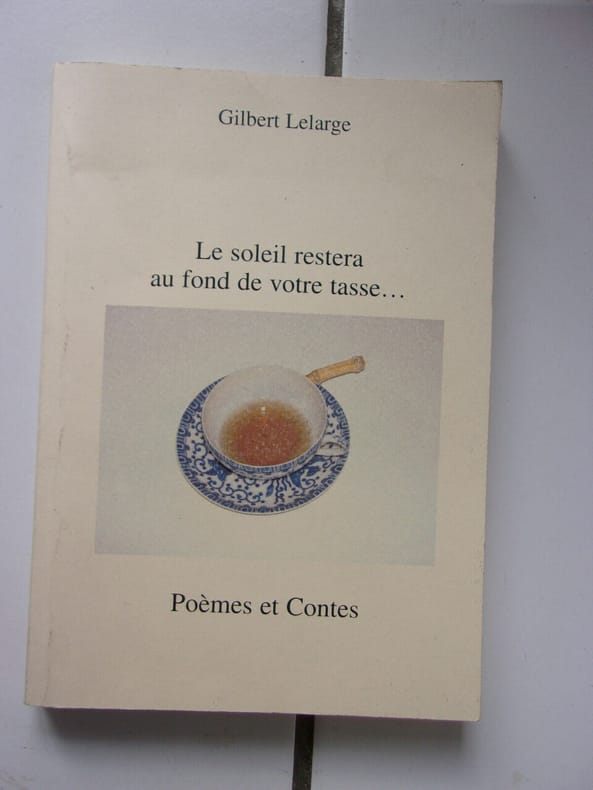 Gilbert Lelarge
Le soleil restera
au fond de votre tasse…
Poèmes et Contes